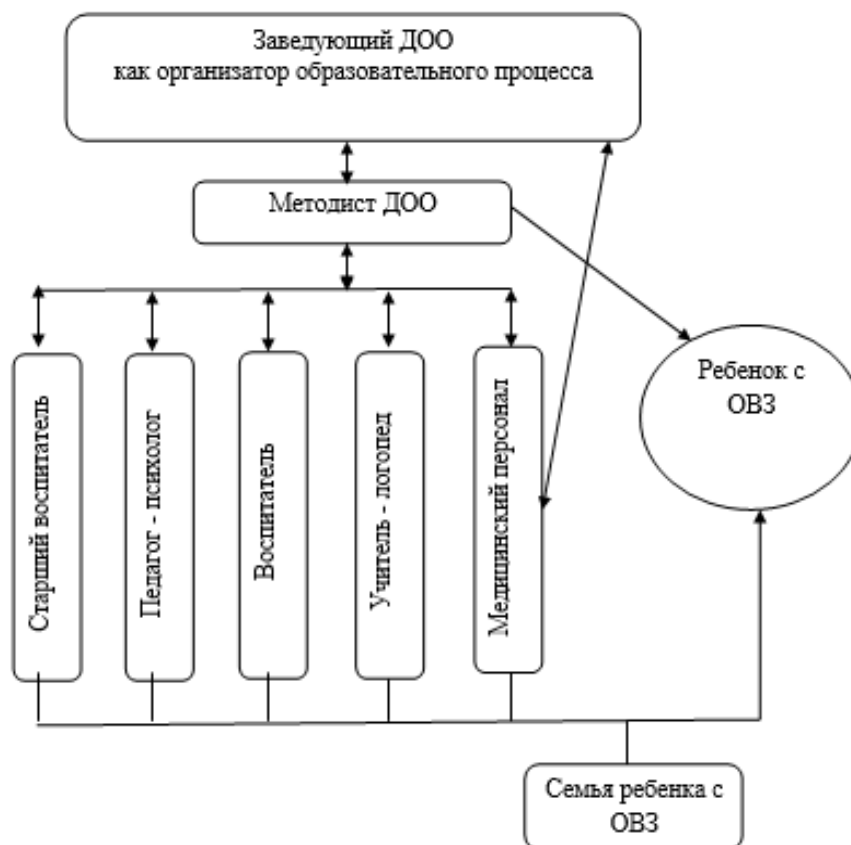 Заведующий ДОО
как организатор образовательного процесса
Методист ДОО
Старший воспитатель
Педагог - психолог
Воспитатель
Учитель - логопед
Медицинский персонал
Ребенок с
ОВЗ
Семья ребенка с
ОВЗ